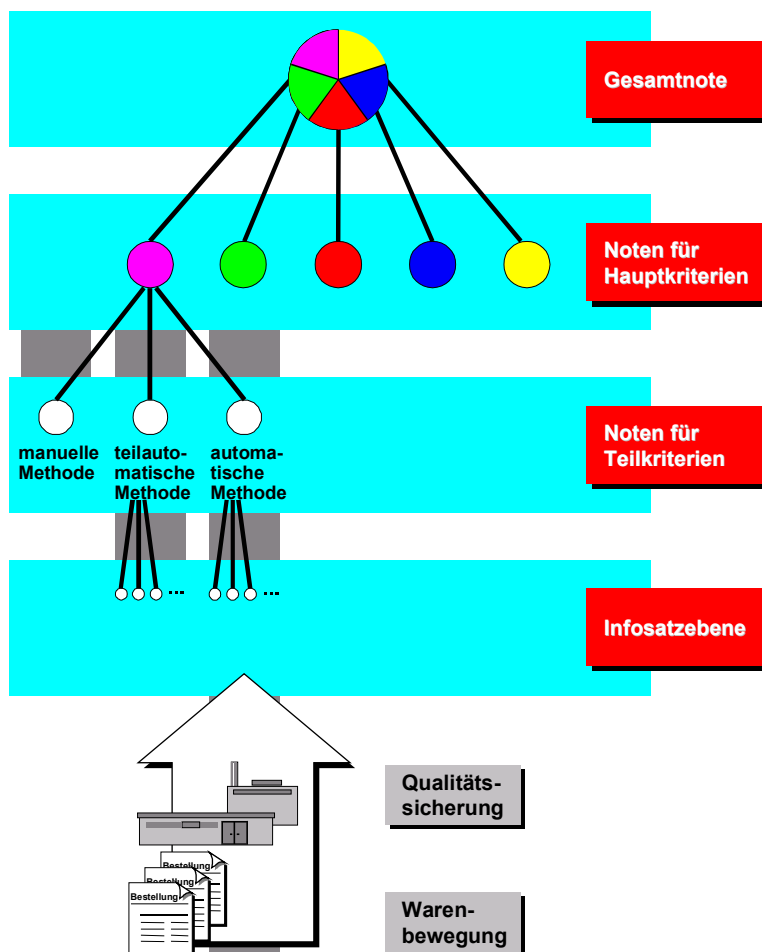 Gesamtnote
Noten für
Hauptkriterien
Noten für
Teilkriterien
manuelle
Methode
teilauto-
matische
Methode
automa-
tische
Methode
...
...
Infosatzebene
Qualitäts-
sicherung
Bestellung
Bestellung
Bestellung
Waren-
bewegung